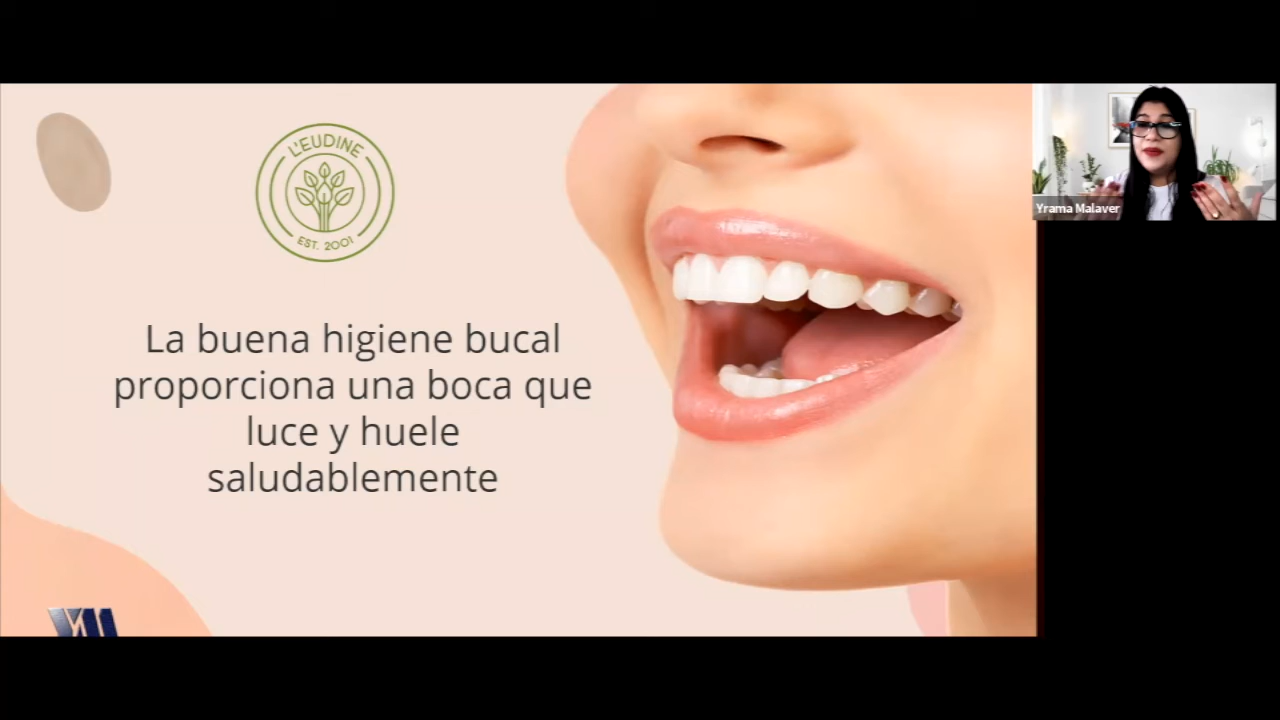 L'EUDINE
EST. 2001
La buena higiene bucal
proporciona una boca que
luce y huele
saludablemente
Yrama Malaver